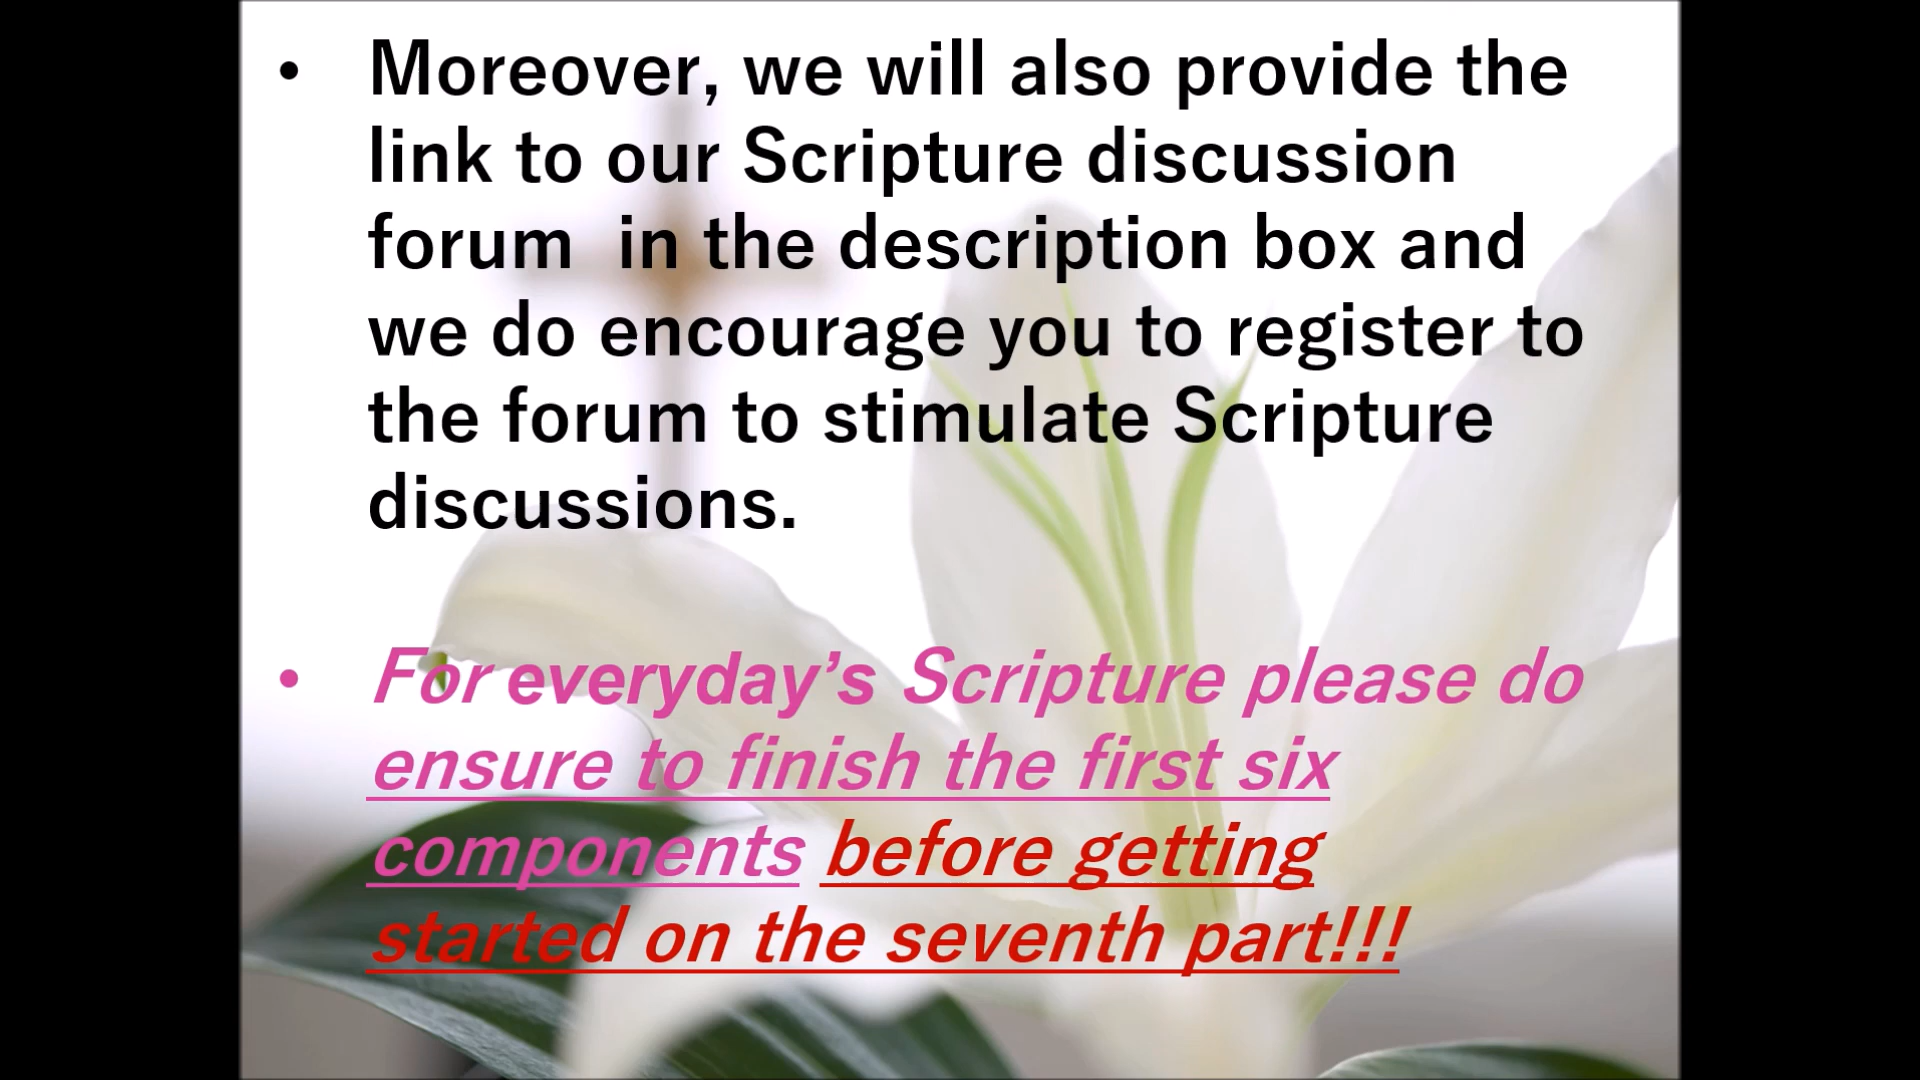 • Moreover, we will also provide the
link to our Scripture discussion
forum  in the description box and
we do encourage you to register to
the forum to stimulate Scripture
discussions.
• For everyday’s Scripture please do
ensure to finish the first six
components before getting
started on the seventh part!!!